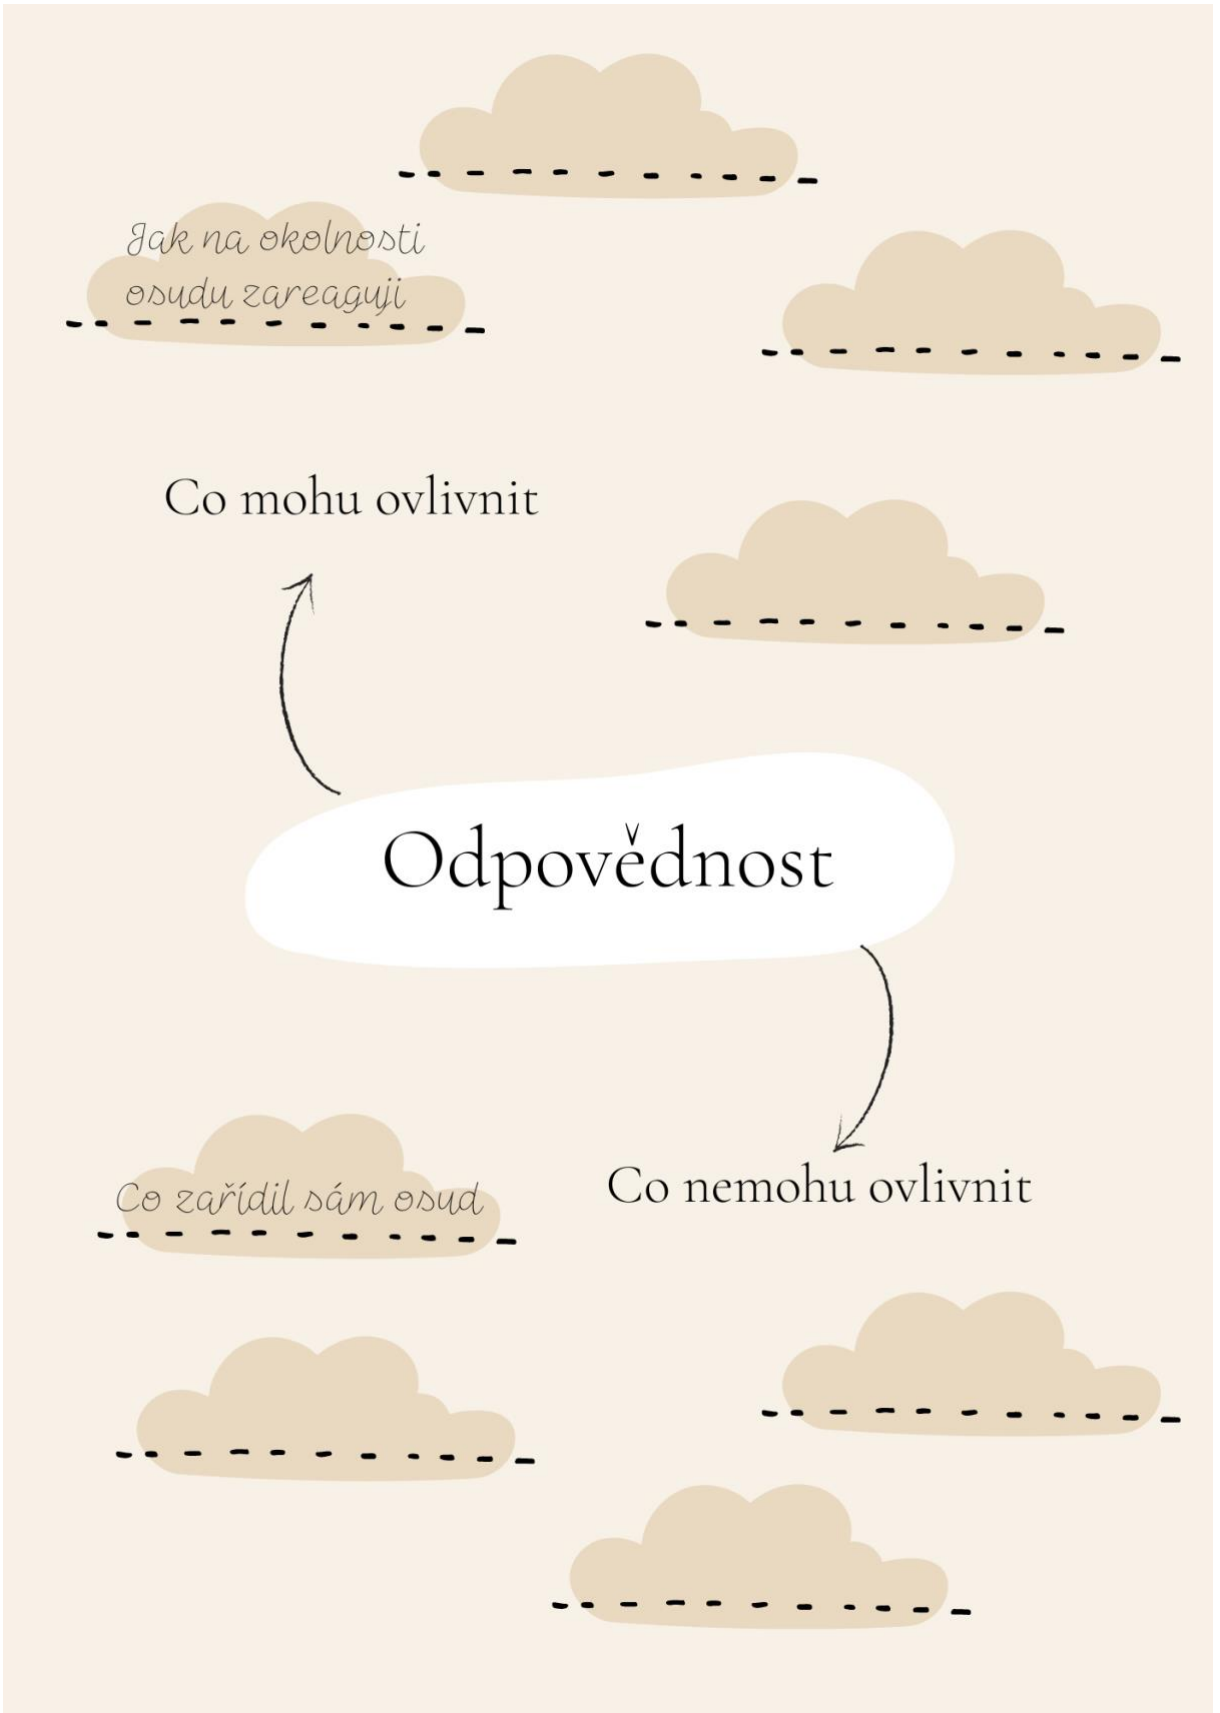 Jak na okolnosti
osudu zareaguji
Co mohu ovlivnit
Odpovědnost
Co nemohu ovlivnit
Co zařídil sám osud